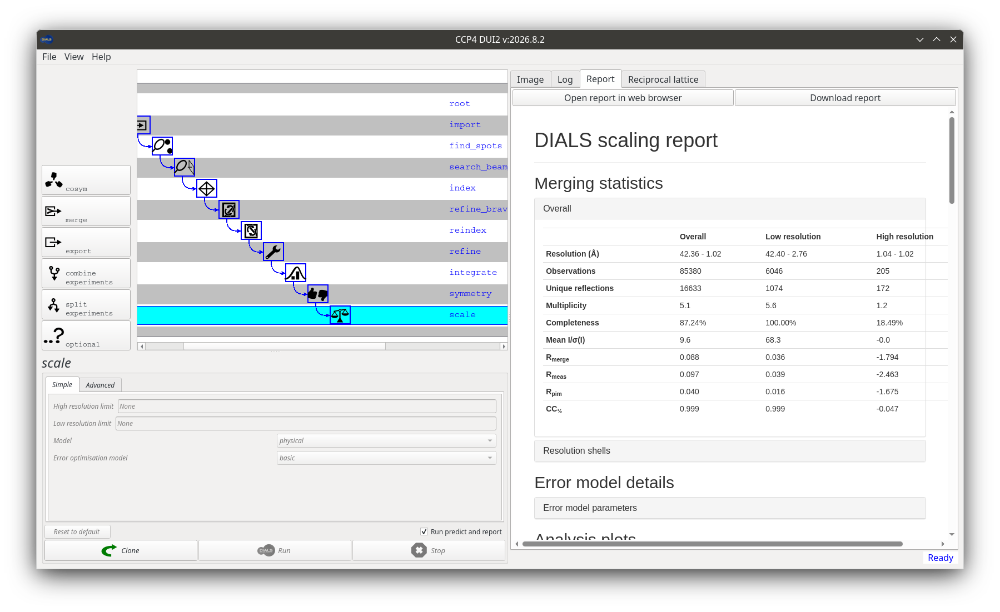 CCP4 DUI2 v:2026.8.2
File View Help
cosym
merge
export
combine
experiments
split
experiments
optional
root
import
find_spots
search_beam
index
refine_brav
reindex
refine
integrate
symmetry
scale
scale
Simple Advanced
High resolution limit None
Low resolution limit None
Model physical
Error optimisation model basic
Reset to default Run predict and report
Clone DIALS Run Stop
Image Log Report Reciprocal lattice
Open report in web browser Download report
DIALS scaling report
Merging statistics
Overall
Overall Low resolution High resolution
Resolution (Å) 42.36 - 1.02 42.40 - 2.76 1.04 - 1.02
Observations 85380 6046 205
Unique reflections 16633 1074 172
Multiplicity 5.1 5.6 1.2
Completeness 87.24% 100.00% 18.49%
Mean I/σ(I) 9.6 68.3 -0.0
Rmerge 0.088 0.036 -1.794
Rmeas 0.097 0.039 -2.463
Rpim 0.040 0.016 -1.675
CC½ 0.999 0.999 -0.047
Resolution shells
Error model details
Error model parameters
Analysis plots
Ready